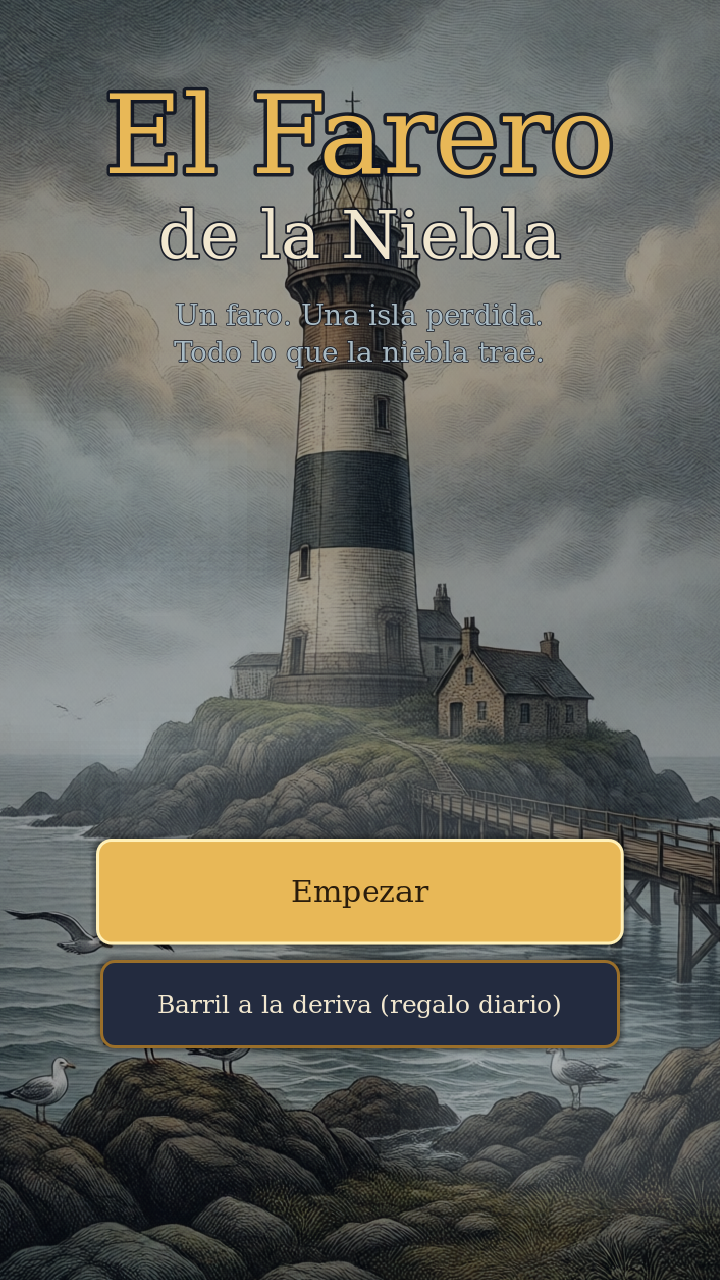 El Farero
de la Niebla
Un faro. Una isla perdida.
Todo lo que la niebla trae.
Empezar
Barril a la deriva (regalo diario)